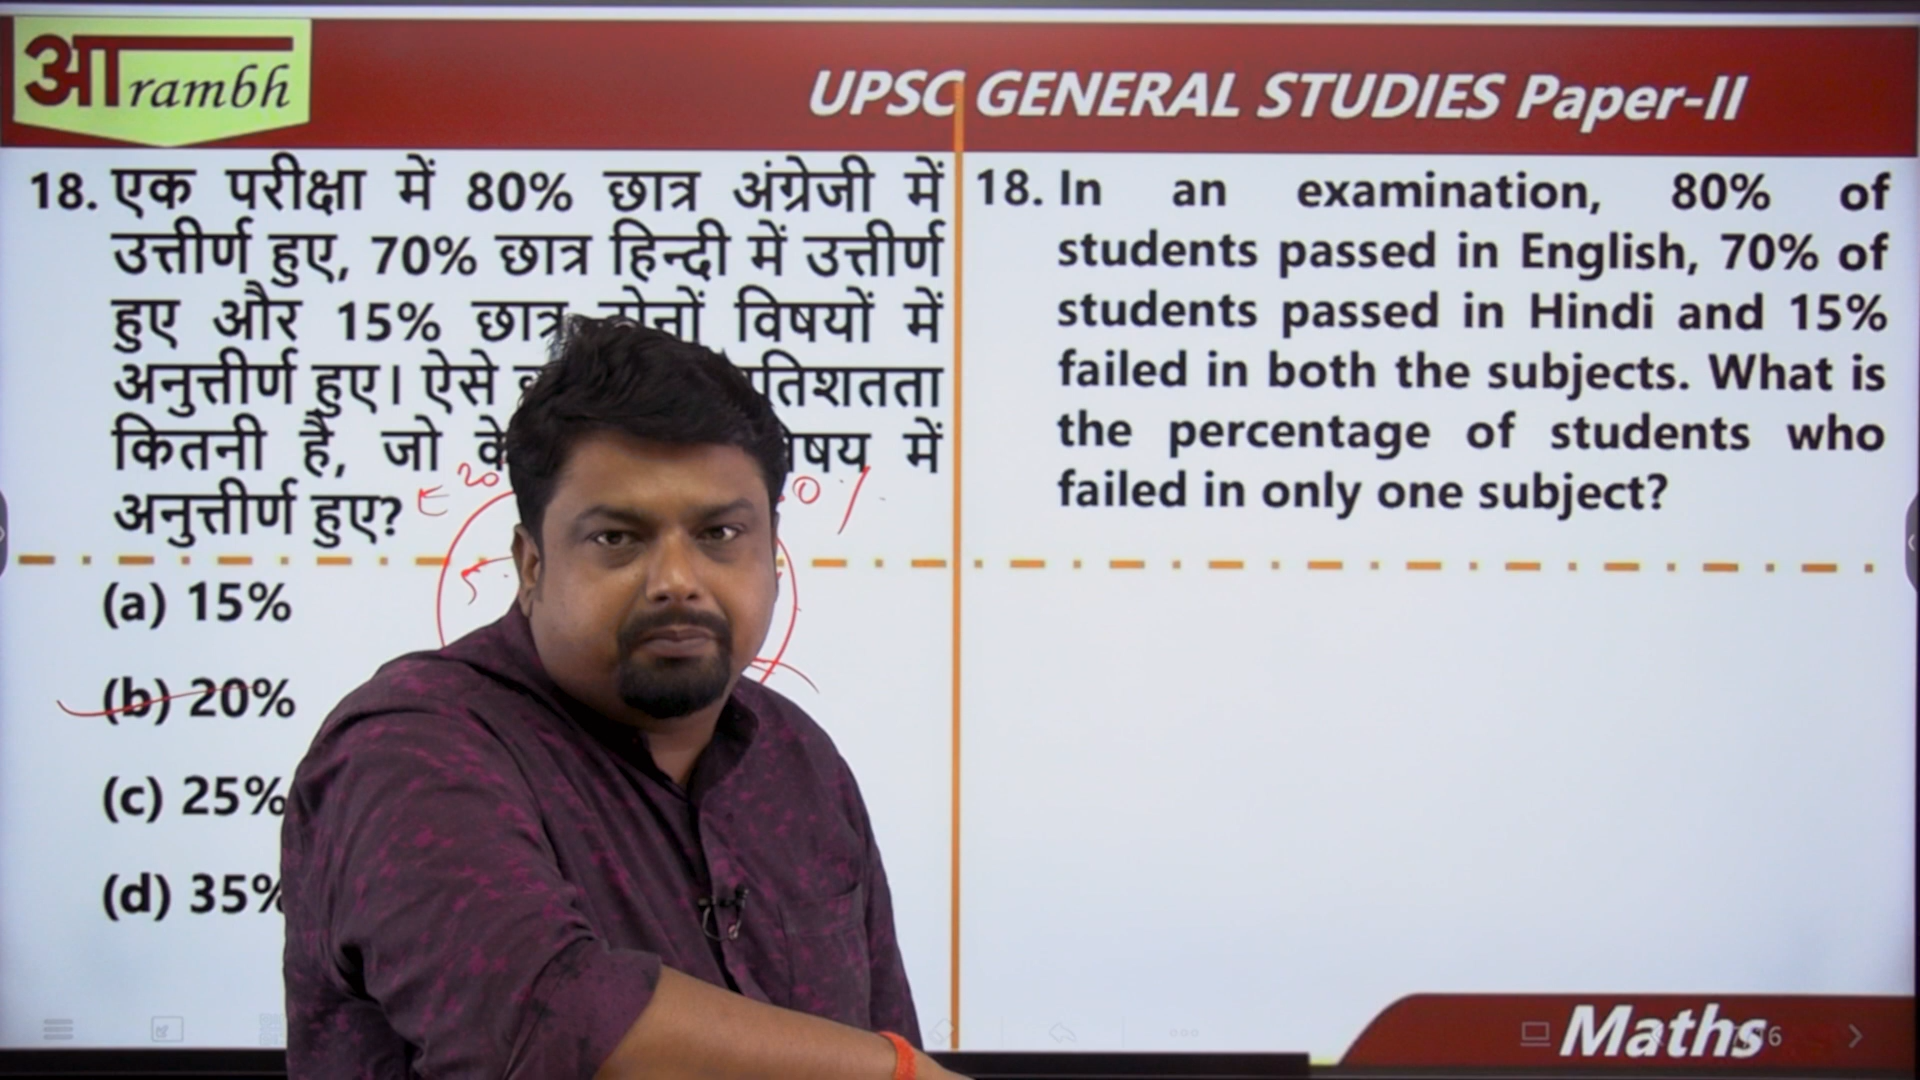 आrambh
UPSC GENERAL STUDIES Paper-II
18. एक परीक्षा में 80% छात्र अंग्रेजी में
उत्तीर्ण हुए, 70% छात्र हिन्दी में उत्तीर्ण
हुए और 15% छात्र विषयों में
अनुत्तीर्ण हुए। ऐसे
कितनी है, जो में
अनुत्तीर्ण हुए?
E 20
(a) 15%
(b) 20%
(c) 25%
(d) 35%
18. In an examination, 80% of
students passed in English, 70% of
students passed in Hindi and 15%
failed in both the subjects. What is
the percentage of students who
failed in only one subject?
Maths